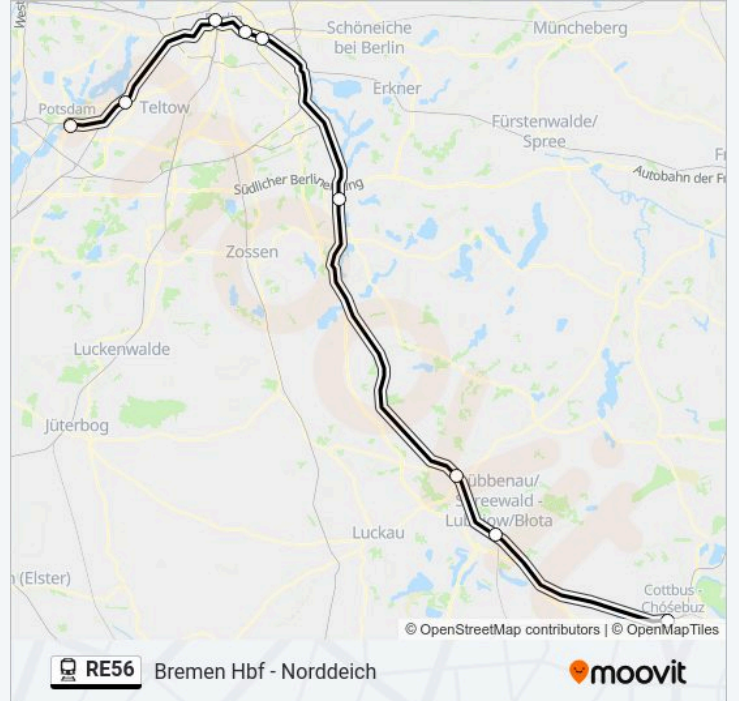 West
Schöneiche
bei Berlin
Müncheberg
Erkner
Potsdam
Teltow
Fürstenwalde/
Spree
Südlicher Berliner Ring
Autobahn der Fr
Zossen
Luckenwalde
Jüterbog
Lübbenau/
Spreewald -
Lubnjow/Błota
Luckau
(Elster)
Cottbus -
Chóśebuz
© OpenStreetMap contributors | © OpenMapTiles
RE56 Bremen Hbf - Norddeich
moovit